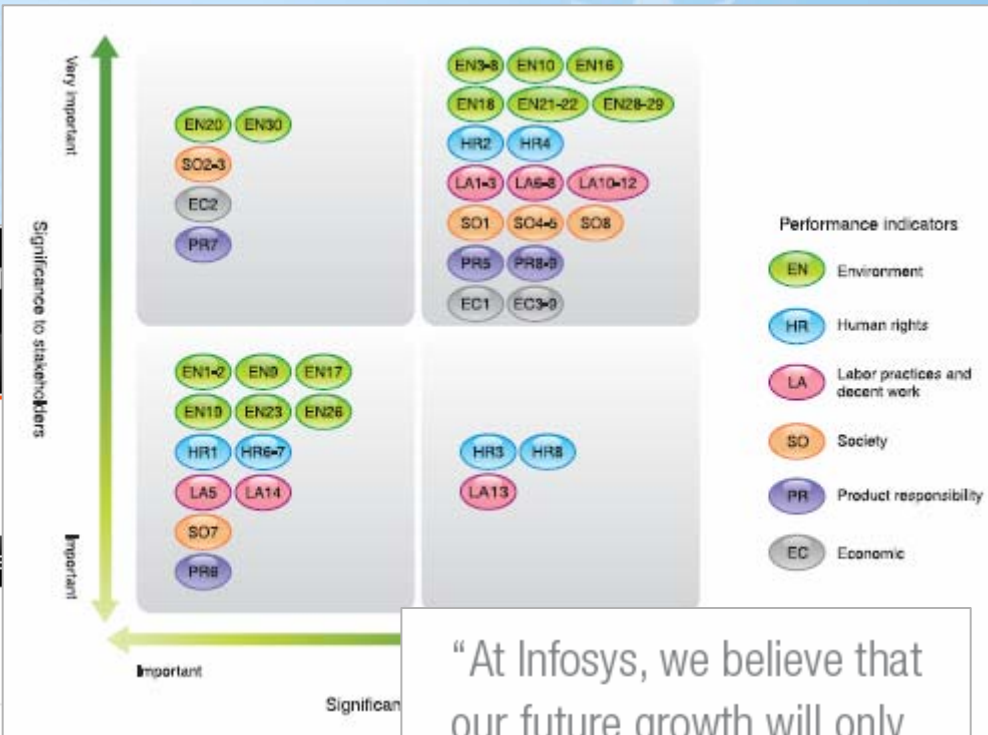 Very important
Significance to stakeholders
Important
EN20 EN30
SO2-3
EC2
PR7
EN3-8 EN10 EN16
EN18 EN21-22 EN28-29
HR2 HR4
LA1-3 LA6-8 LA10-12
SO1 SO4-5 SO8
PR5 PR8-9
EC1 EC3-9
EN1-2 EN9 EN17
EN19 EN23 EN26
HR1 HR6-7
LA5 LA14
SO7
PR6
HR3 HR8
LA13
Important
Significan
Performance indicators
EN Environment
HR Human rights
LA Labor practices and
decent work
SO Society
PR Product responsibility
EC Economic
“At Infosys, we believe that
our future growth will only